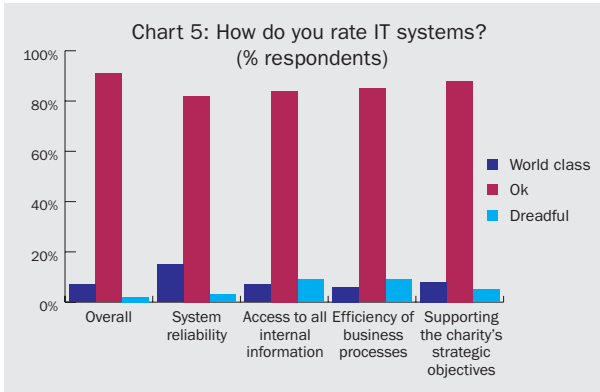 Chart 5: How do you rate IT systems?
(% respondents)
100%
80%
60%
40%
20%
0%
World class
Ok
Dreadful
Overall
System
reliability
Access to all
internal
information
Efficiency of
business
processes
Supporting
the charity's
strategic
objectives